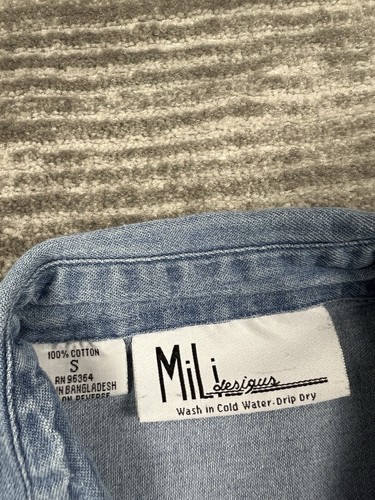 100% COTTON
S
RN 96364
IN BANGLADESH
ON REVERSE
MiLi designs
Wash in Cold Water. Drip Dry